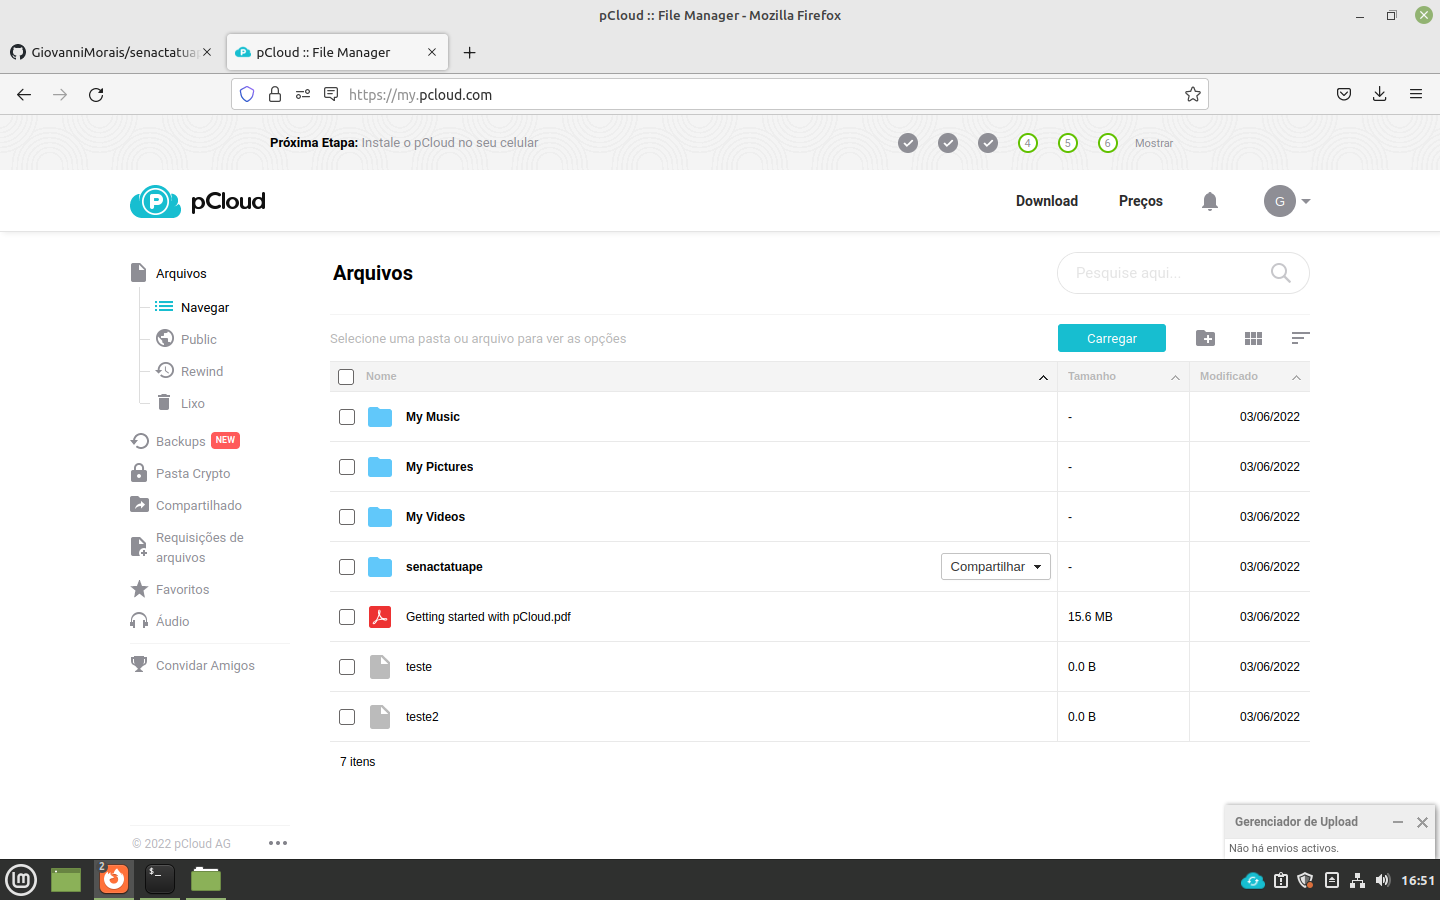 pCloud :: File Manager - Mozilla Firefox
GiovanniMorais/senactatuap
pCloud :: File Manager
https://my.pcloud.com
Próxima Etapa: Instale o pCloud no seu celular
4 5 6 Mostrar
P pCloud
Download Preços G
Arquivos
Navegar
Public
Rewind
Lixo
Backups NEW
Pasta Crypto
Compartilhado
Requisições de
arquivos
Favoritos
Áudio
Convidar Amigos
© 2022 pCloud AG
Arquivos
Pesquise aqui...
Selecione uma pasta ou arquivo para ver as opções
Carregar
Nome Tamanho Modificado
My Music - 03/06/2022
My Pictures - 03/06/2022
My Videos - 03/06/2022
senactatuape Compartilhar - 03/06/2022
Getting started with pCloud.pdf 15.6 MB 03/06/2022
teste 0.0 B 03/06/2022
teste2 0.0 B 03/06/2022
7 itens
Gerenciador de Upload
Não há envios activos.
2
$_
16:51